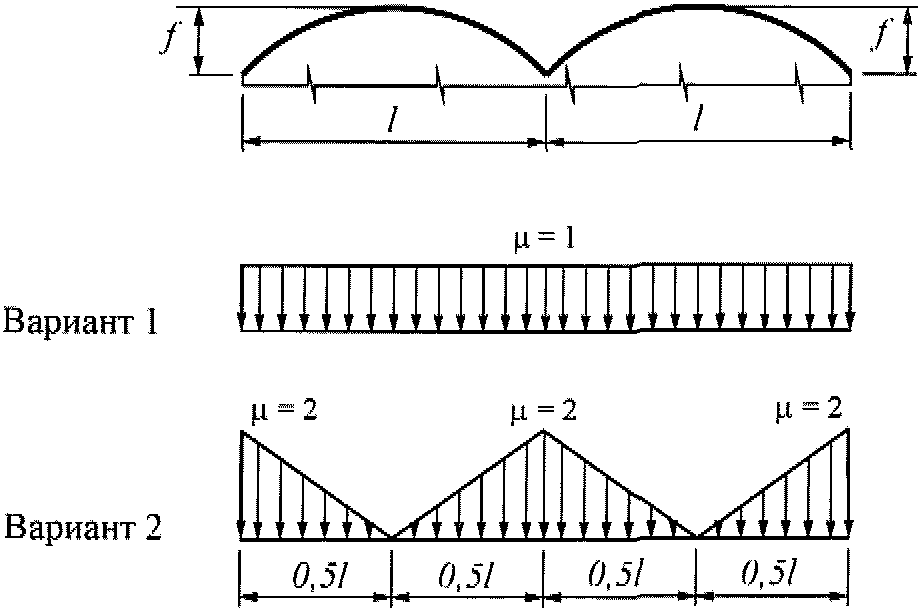 f f
l l
μ = 1
Вариант 1
μ = 2 μ = 2 μ = 2
Вариант 2
0,5l 0,5l 0,5l 0,5l